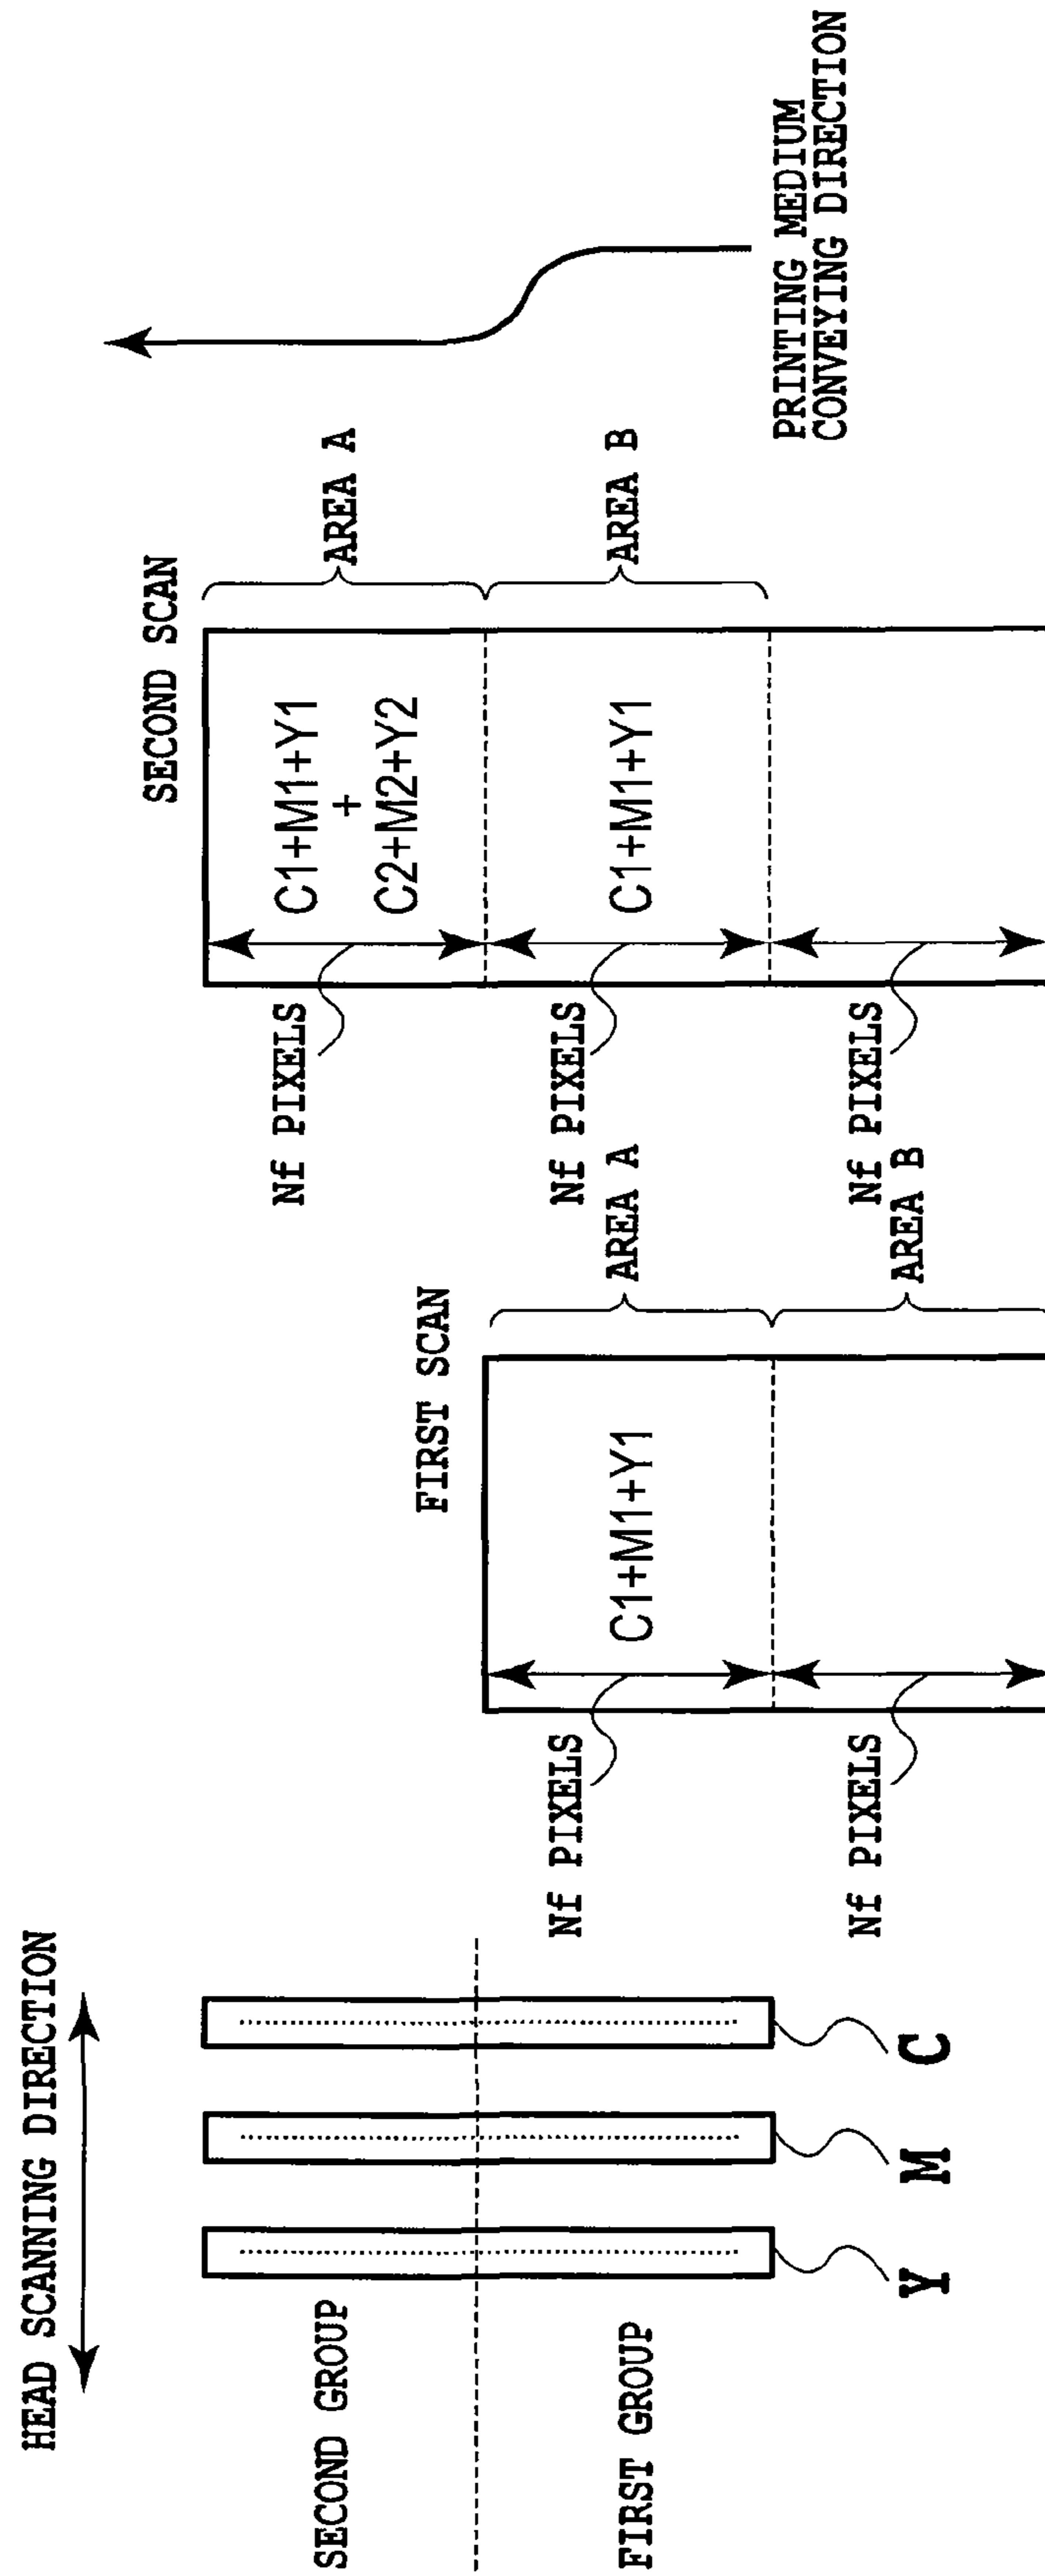 HEAD SCANNING DIRECTION
SECOND GROUP
FIRST GROUP
Y
M
C
FIRST SCAN
Nf PIXELS
C1+M1+Y1
AREA A
Nf PIXELS
AREA B
SECOND SCAN
Nf PIXELS
C1+M1+Y1
+
C2+M2+Y2
AREA A
Nf PIXELS
C1+M1+Y1
AREA B
Nf PIXELS
PRINTING MEDIUM
CONVEYING DIRECTION